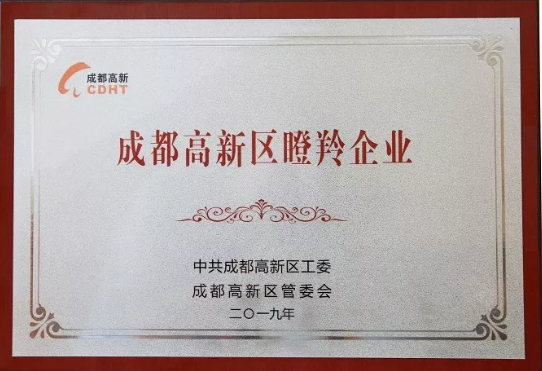 成都高新
CDHT
成都高新区瞪羚企业
中共成都高新区工委
成都高新区管委会
二〇一九年